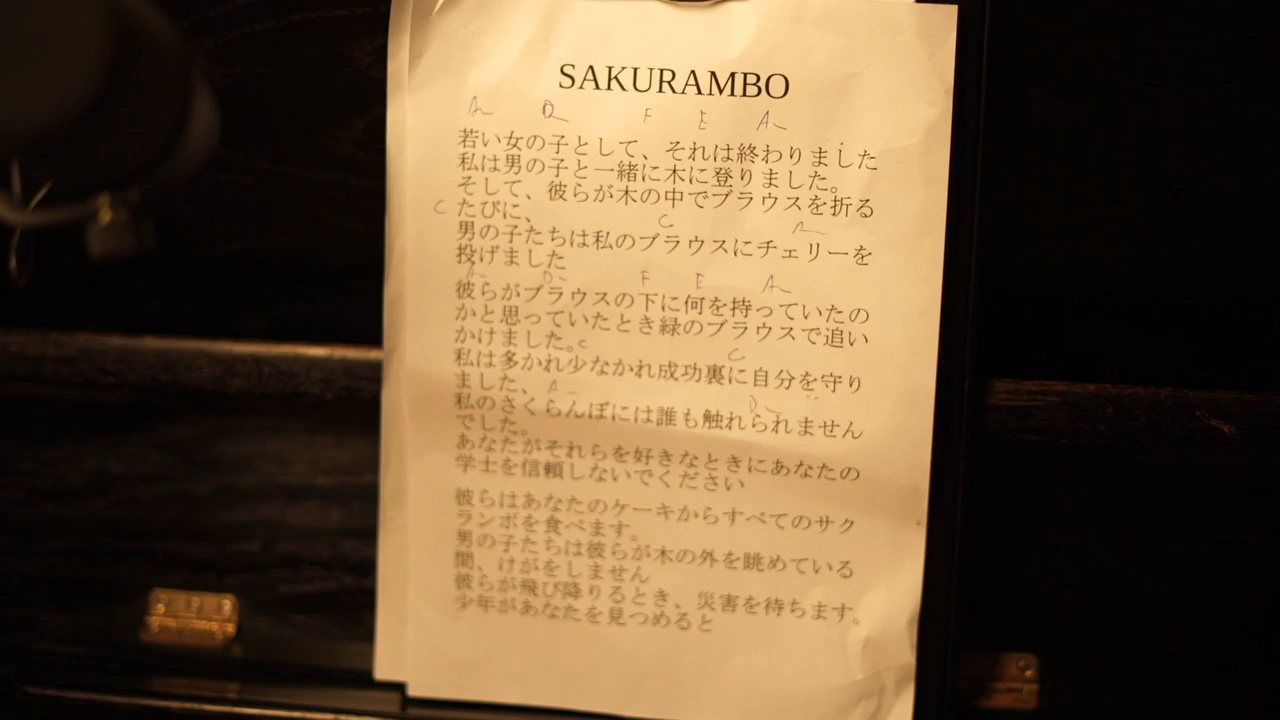 SAKURAMBO
A- D- F E A-
若い女の子として、それは終わりました
私は男の子と一緒に木に登りました。
そして、彼らが木の中でブラウスを折る
C たびに、
C A-
男の子たちは私のブラウスにチェリーを
投げました
A- D- F E A-
彼らがブラウスの下に何を持っていたの
かと思っていたとき緑のブラウスで追い
かけました。C
C
私は多かれ少なかれ成功裏に自分を守り
ました、 A-
D-
私のさくらんぼには誰も触れられません
でした。
あなたがそれらを好きなときにあなたの
学士を信頼しないでください
彼らはあなたのケーキからすべてのサク
ランボを食べます。
男の子たちは彼らが木の外を眺めている
間、けがをしません
彼らが飛び降りるとき、災害を待ちます。
少年があなたを見つめると